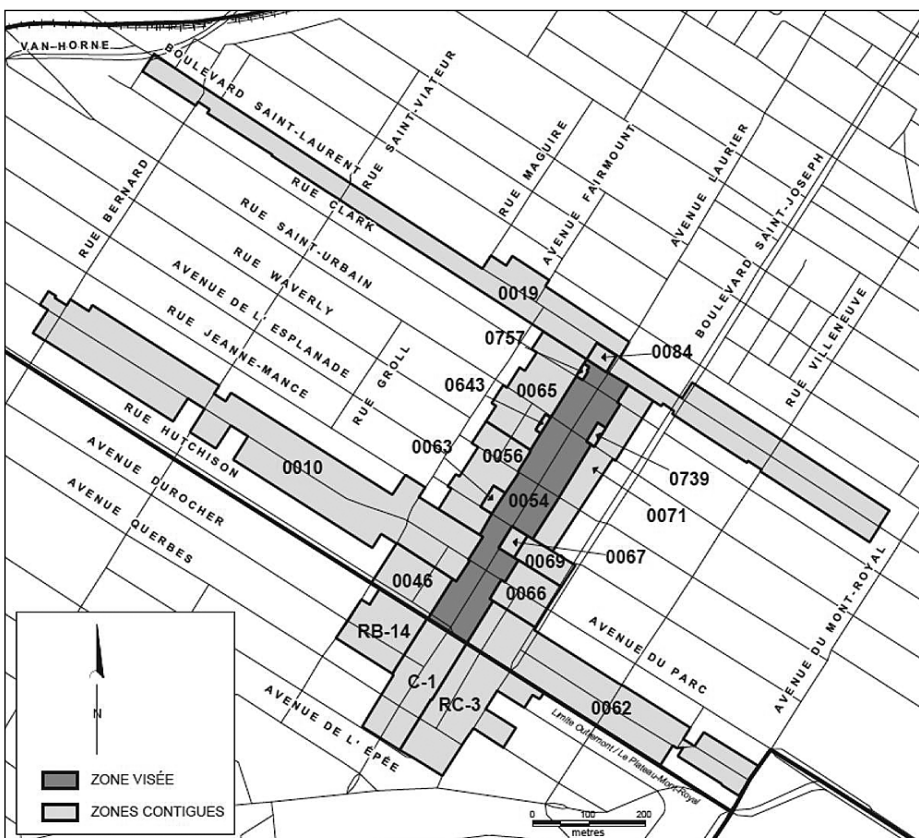 VAN-HORNE
BOULEVARD SAINT-LAURENT
RUE SAINT-VIATEUR
RUE BERNARD
RUE CLARK
RUE MAGUIRE
AVENUE FAIRMOUNT
AVENUE LAURIER
BOULEVARD SAINT-JOSEPH
RUE SAINT-URBAIN
RUE WAVERLY
AVENUE DE L' ESPLANADE
RUE JEANNE-MANCE
RUE GROLL
RUE VILLENEUVE
0019
0757
0084
0643
0065
0063
0056
0010
0054
0739
0071
0067
0069
0046
0066
RUE HUTCHISON
AVENUE DUROCHER
AVENUE QUERBES
RB-14
C-1
RC-3
0062
AVENUE DU PARC
AVENUE DU MONT-ROYAL
AVENUE DE L' ÉPÉE
Limite Outremont / Le Plateau-Mont-Royal
N
ZONE VISÉE
ZONES CONTIGUES
0 100 200
metres